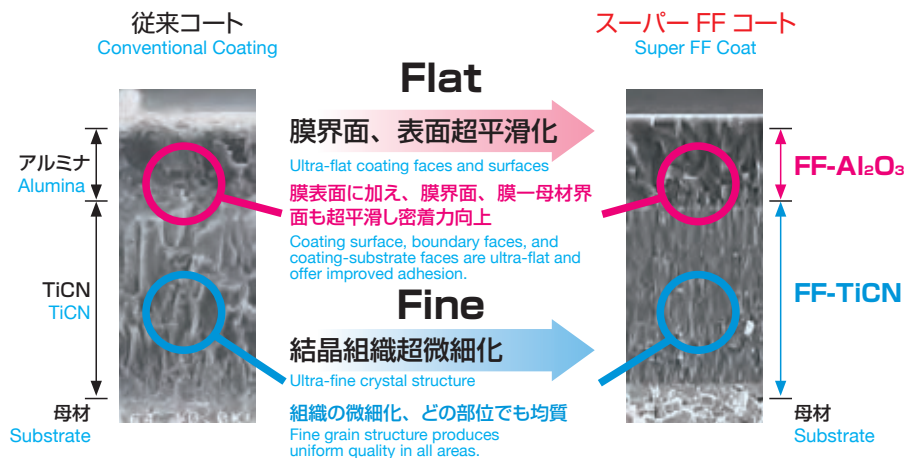 従来コート
Conventional Coating
スーパー FF コート
Super FF Coat
Flat
膜界面、表面超平滑化
Ultra-flat coating faces and surfaces
膜表面に加え、膜界面、膜一母材界
面も超平滑し密着力向上
Coating surface, boundary faces, and
coating-substrate faces are ultra-flat and
offer improved adhesion.
Fine
結晶組織超微細化
Ultra-fine crystal structure
組織の微細化、どの部位でも均質
Fine grain structure produces
uniform quality in all areas.
アルミナ
Alumina
TiCN
TiCN
母材
Substrate
FF-Al₂O₃
FF-TiCN
母材
Substrate